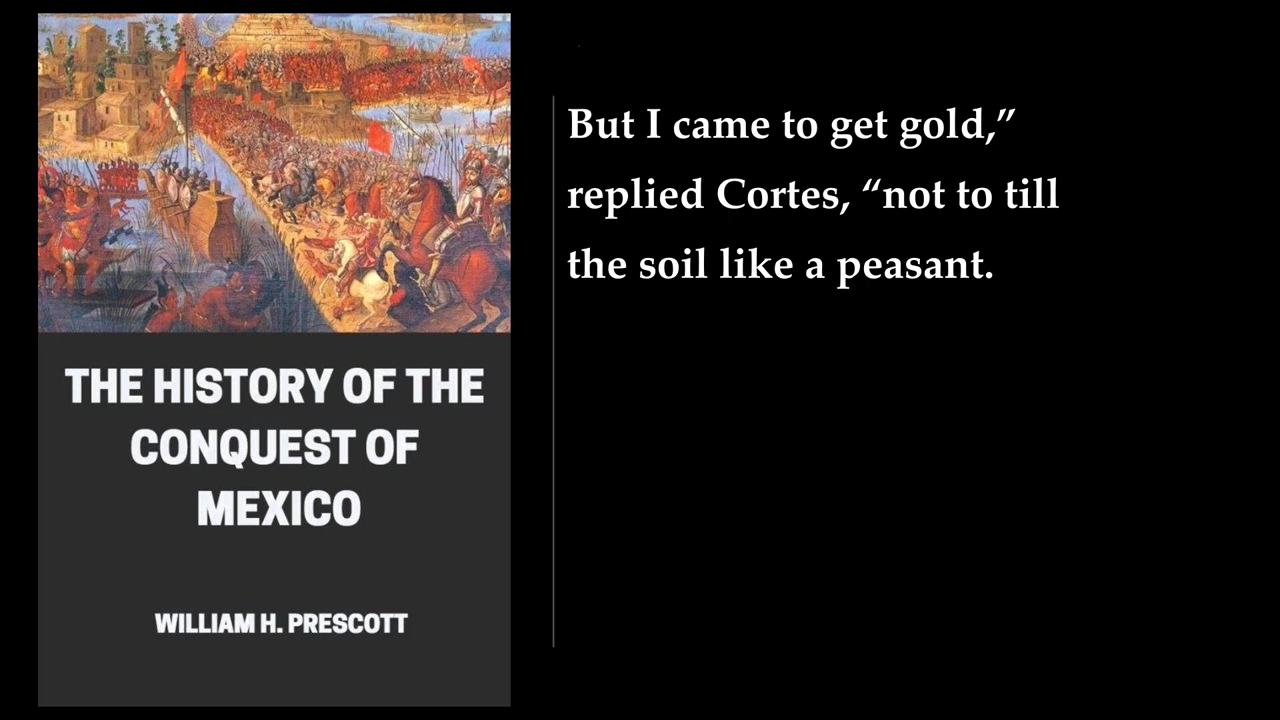 THE HISTORY OF THE
CONQUEST OF
MEXICO
WILLIAM H. PRESCOTT
But I came to get gold,”
replied Cortes, “not to till
the soil like a peasant.